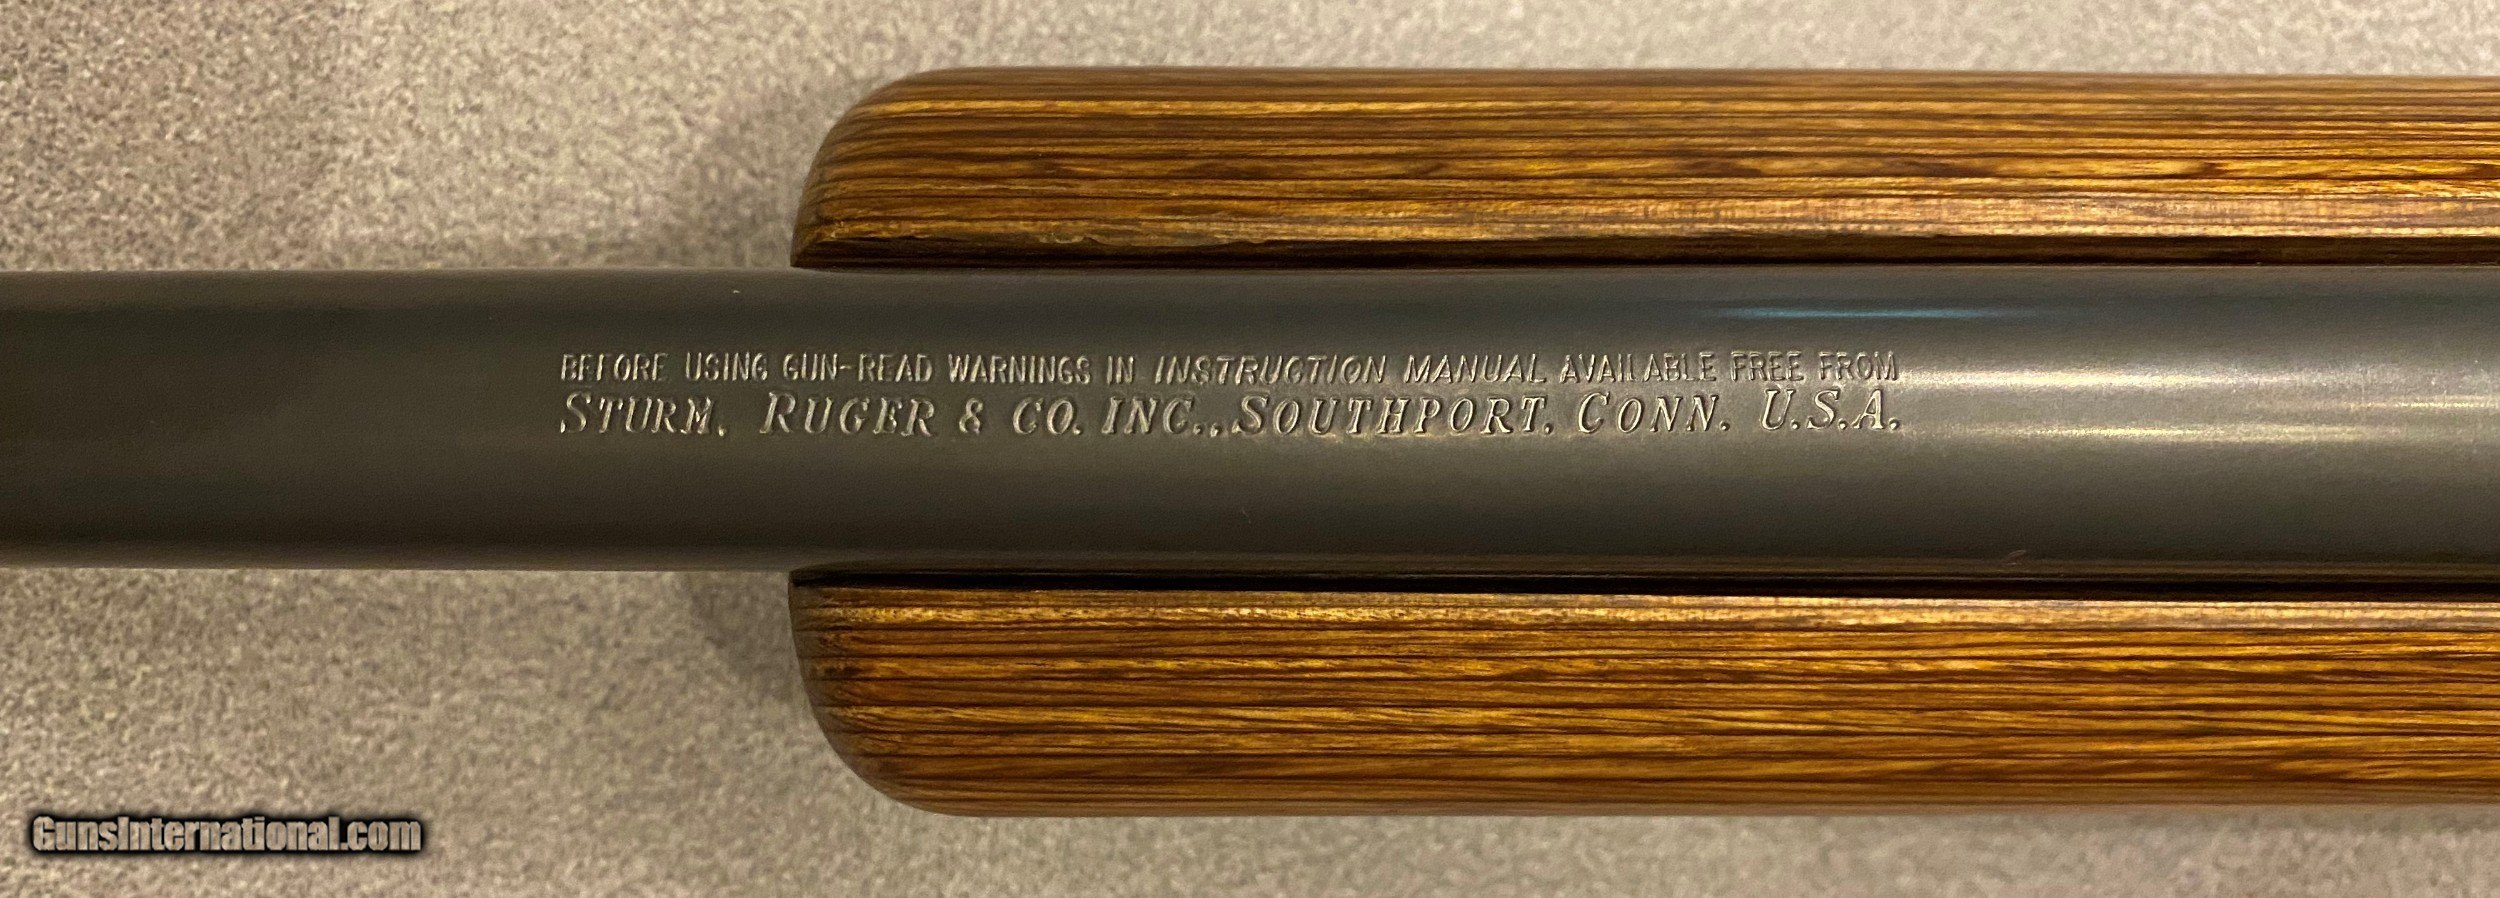 BEFORE USING GUN-READ WARNINGS IN INSTRUCTION MANUAL AVAILABLE FREE FROM
STURM, RUGER & CO. INC., SOUTHPORT, CONN. U.S.A.
GunsInternational.com